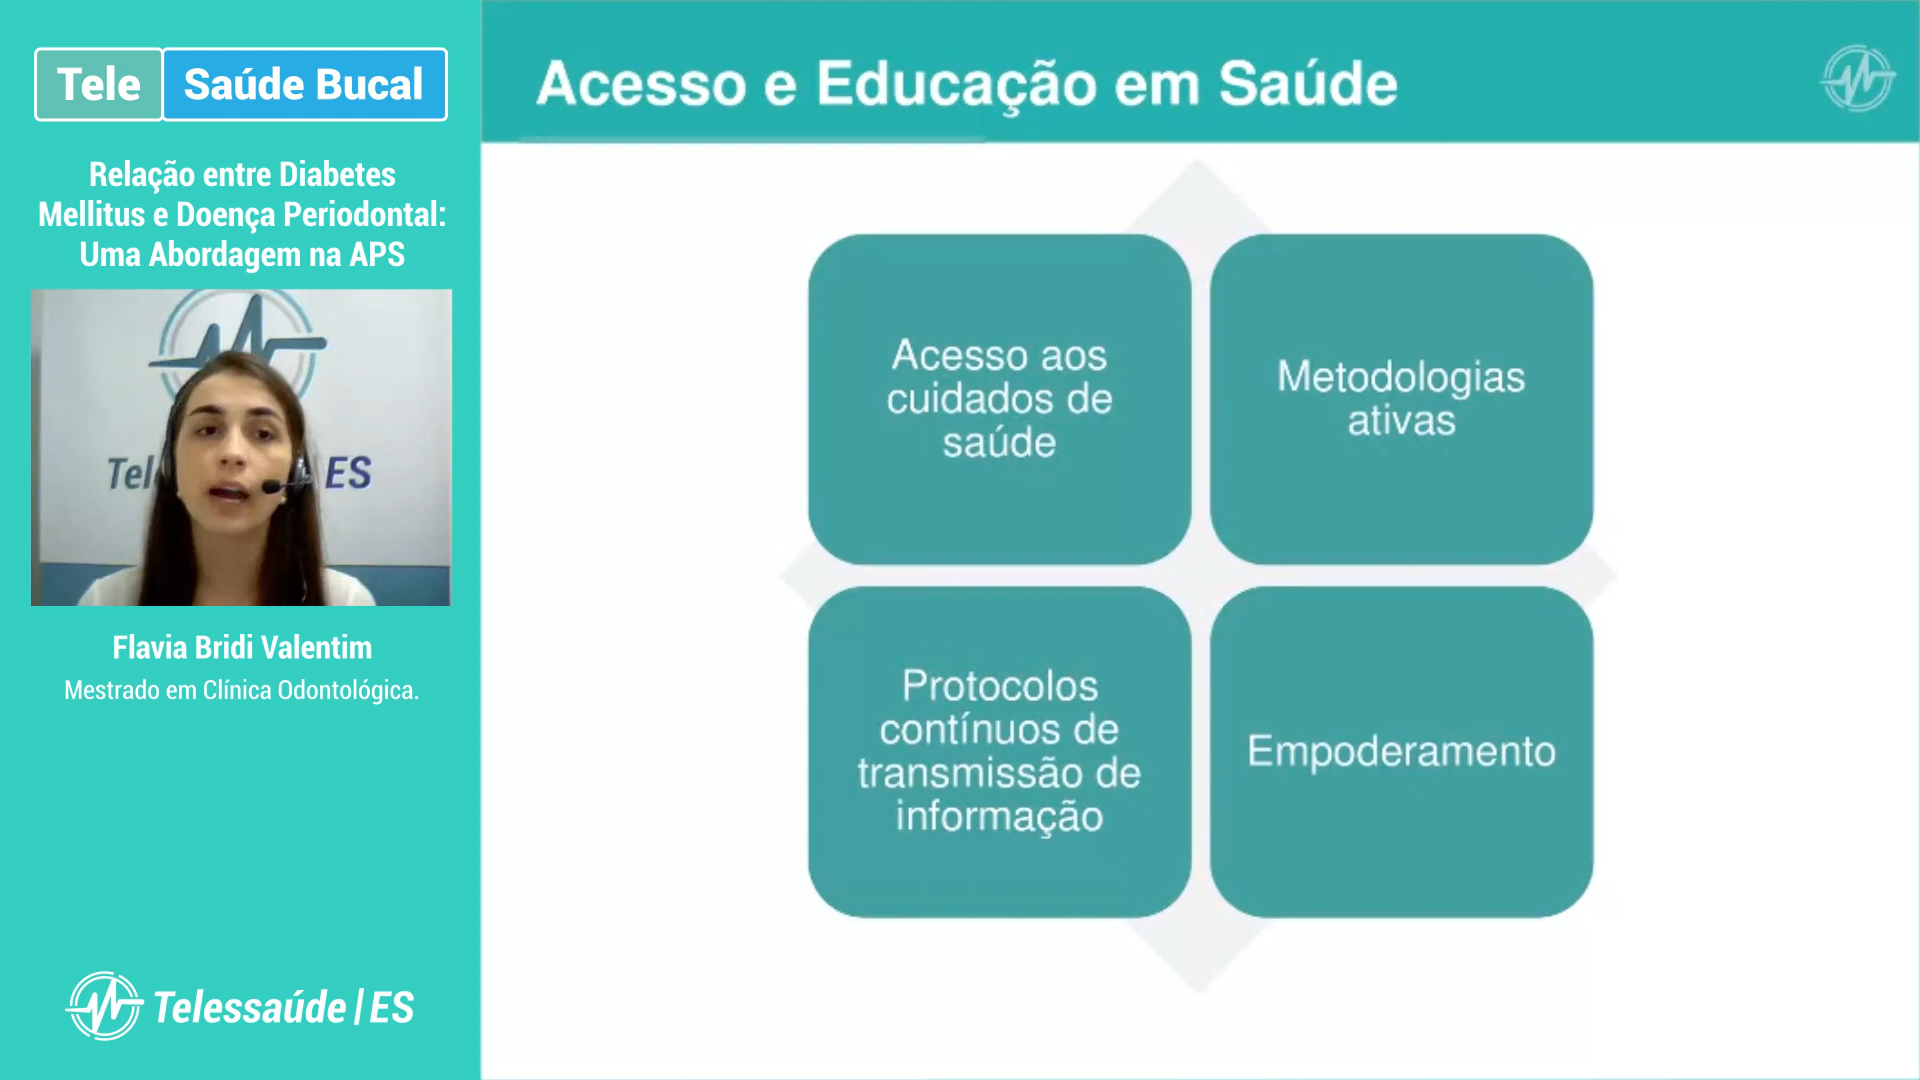 Tele Saúde Bucal
Relação entre Diabetes
Mellitus e Doença Periodontal:
Uma Abordagem na APS
Tel ES
Flavia Bridi Valentim
Mestrado em Clínica Odontológica.
Telessaúde|ES
Acesso e Educação em Saúde
Acesso aos
cuidados de
saúde
Metodologias
ativas
Protocolos
contínuos de
transmissão de
informação
Empoderamento